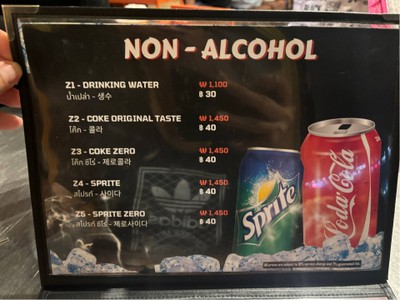 NON - ALCOHOL
Z1 - DRINKING WATER ₩ 1,100
น้ำเปล่า - 생수 ฿ 30
Z2 - COKE ORIGINAL TASTE ₩ 1,450
โค้ก - 콜라 ฿ 40
Z3 - COKE ZERO ₩ 1,450
โค้ก ซีโร่ - 제로콜라 ฿ 40
Z4 - SPRITE ₩ 1,450
สไปรท์ - 사이다 ฿ 40
Z5 - SPRITE ZERO ₩ 1,450
สไปรท์ ซีโร่ - 제로사이다 ฿ 40
Sprite
Coca-Cola
adidas